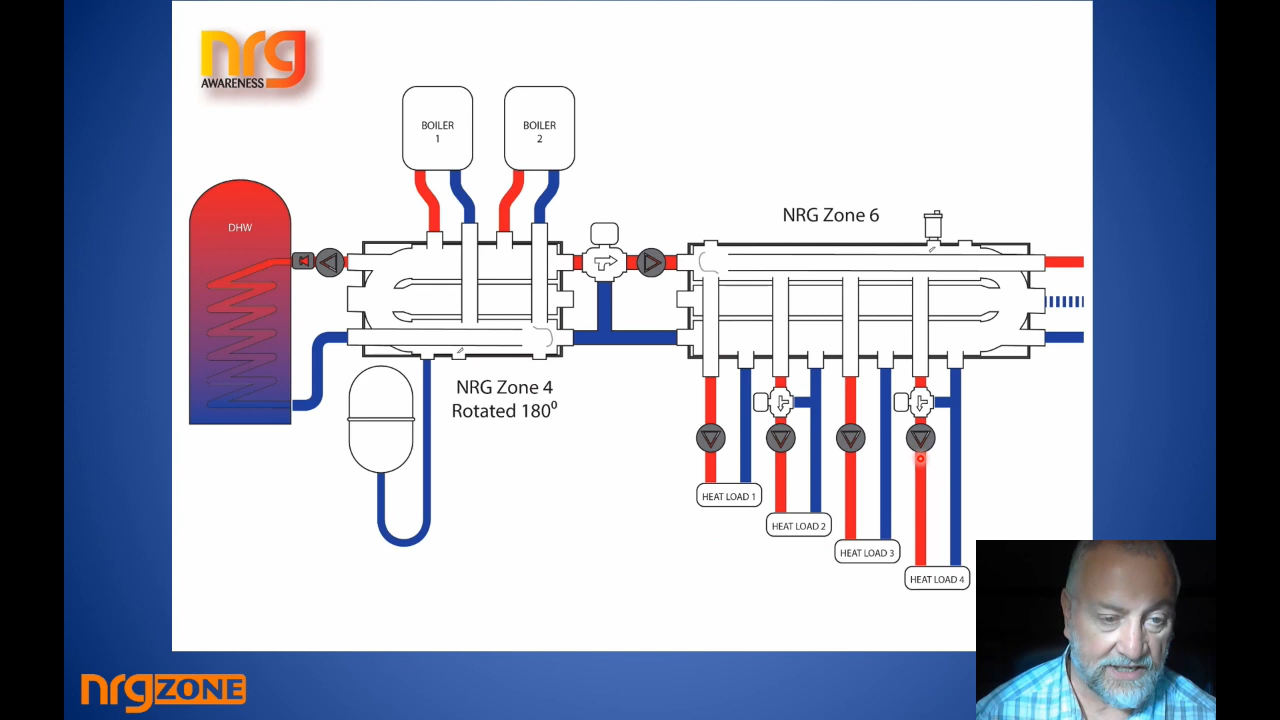 nrg
AWARENESS
BOILER
1
BOILER
2
DHW
NRG Zone 6
NRG Zone 4
Rotated 180⁰
HEAT LOAD 1
HEAT LOAD 2
HEAT LOAD 3
HEAT LOAD 4
nrgZONE